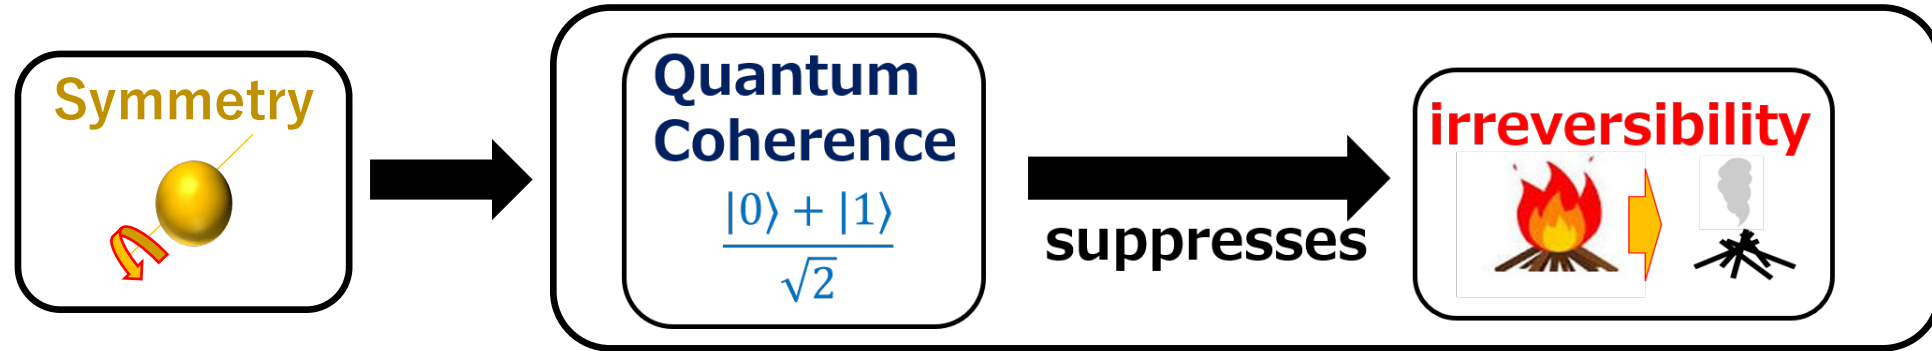 Symmetry
Quantum
Coherence
|0⟩ + |1⟩
√2
suppresses
irreversibility